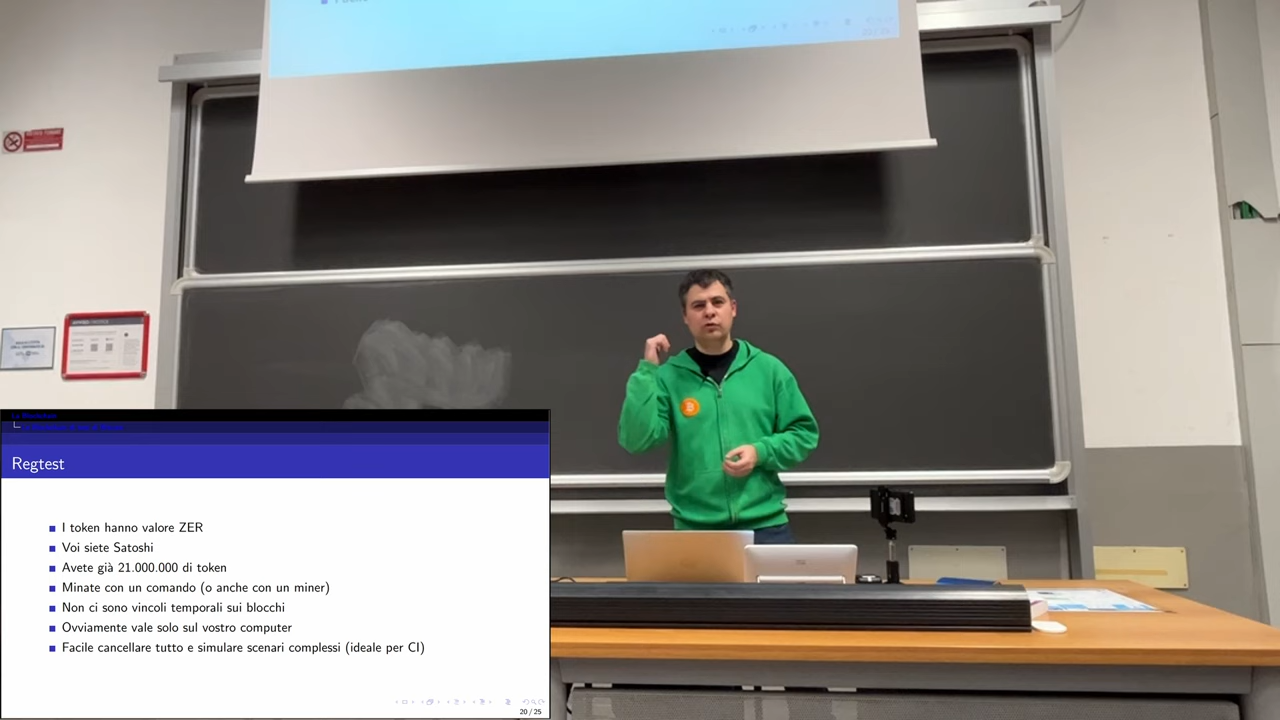 Regtest
I token hanno valore ZER
Voi siete Satoshi
Avete già 21.000.000 di token
Minate con un comando (o anche con un miner)
Non ci sono vincoli temporali sui blocchi
Ovviamente vale solo sul vostro computer
Facile cancellare tutto e simulare scenari complessi (ideale per CI)
20 / 25